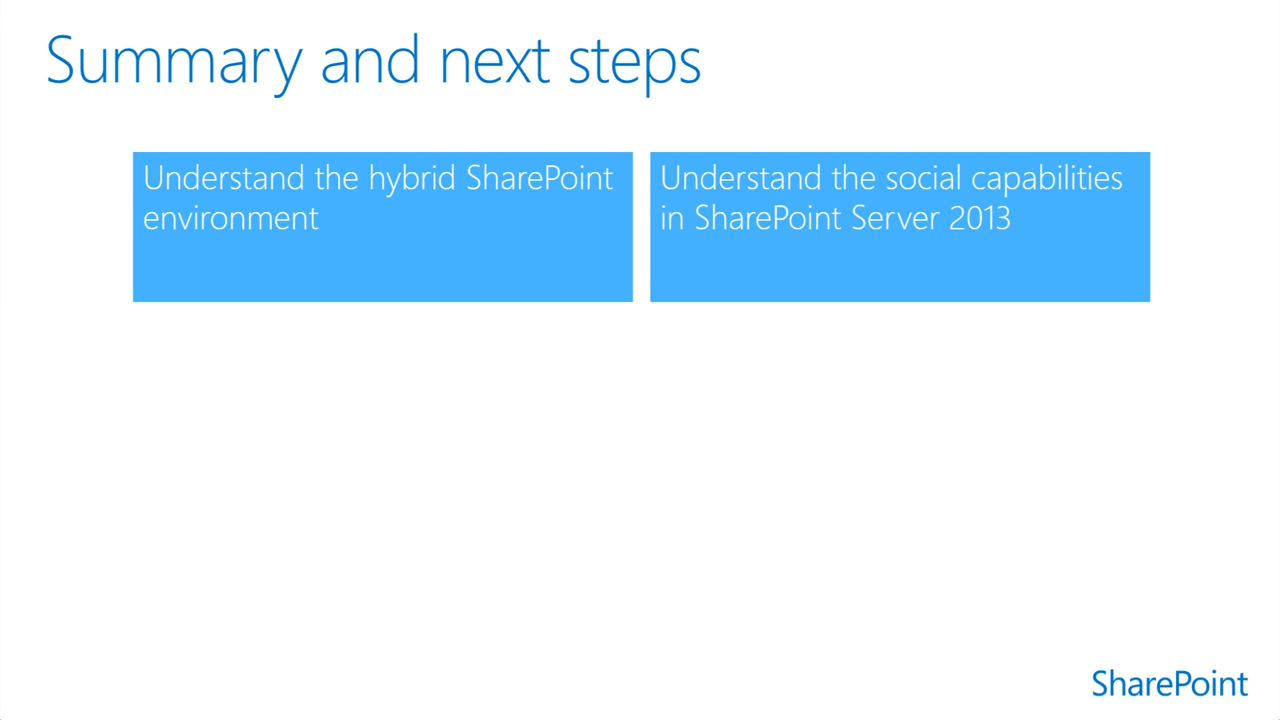 Summary and next steps
Understand the hybrid SharePoint
environment
Understand the social capabilities
in SharePoint Server 2013
SharePoint